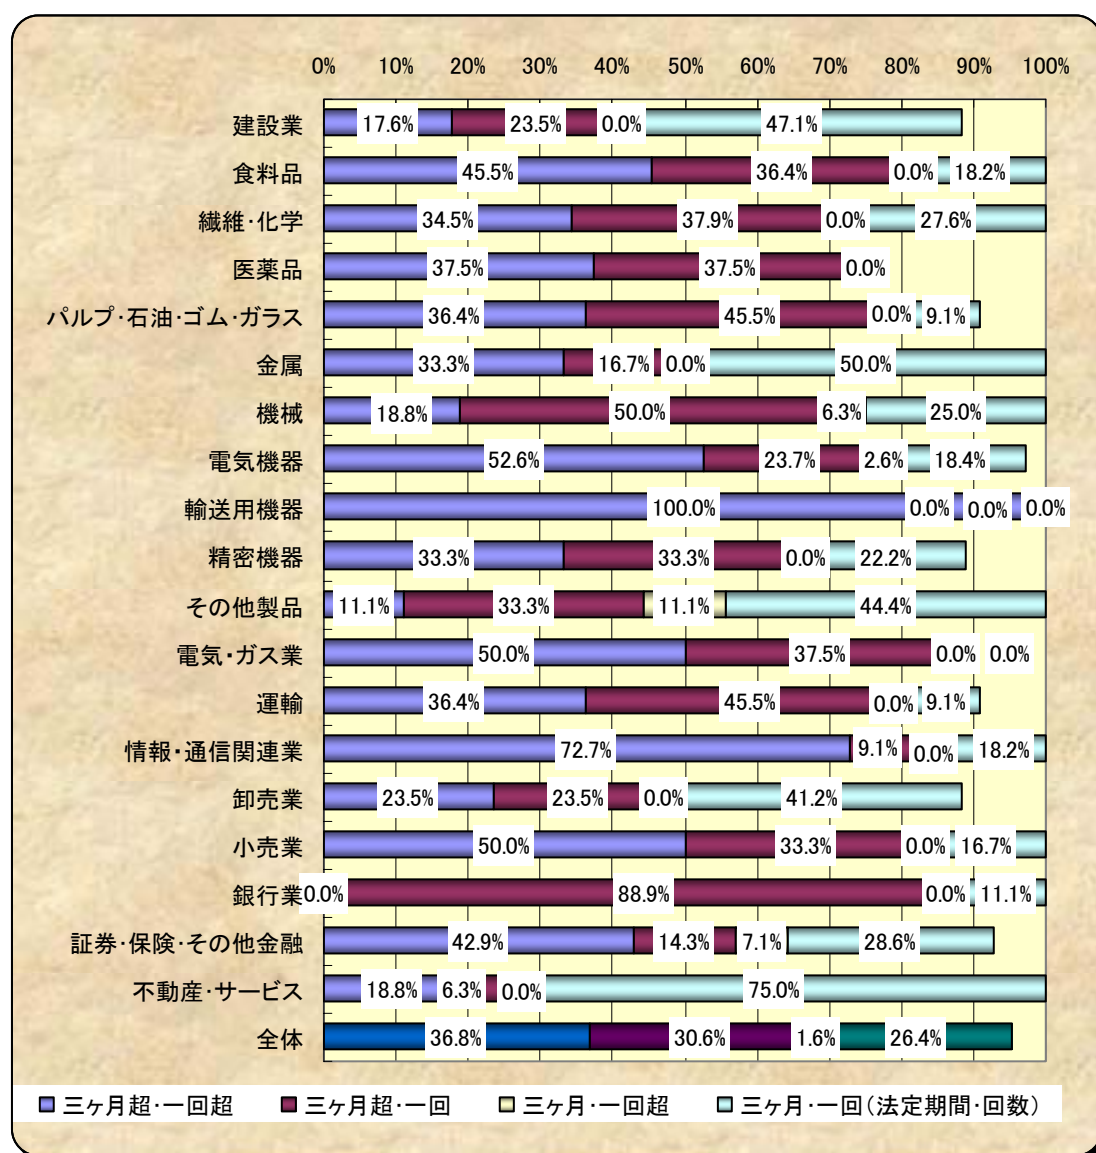 0% 10% 20% 30% 40% 50% 60% 70% 80% 90% 100%
建設業 17.6% 23.5% 0.0% 47.1%
食料品 45.5% 36.4% 0.0% 18.2%
繊維・化学 34.5% 37.9% 0.0% 27.6%
医薬品 37.5% 37.5% 0.0%
パルプ・石油・ゴム・ガラス 36.4% 45.5% 0.0% 9.1%
金属 33.3% 16.7% 0.0% 50.0%
機械 18.8% 50.0% 6.3% 25.0%
電気機器 52.6% 23.7% 2.6% 18.4%
輸送用機器 100.0% 0.0% 0.0% 0.0%
精密機器 33.3% 33.3% 0.0% 22.2%
その他製品 11.1% 33.3% 11.1% 44.4%
電気・ガス業 50.0% 37.5% 0.0% 0.0%
運輸 36.4% 45.5% 0.0% 9.1%
情報・通信関連業 72.7% 9.1% 0.0% 18.2%
卸売業 23.5% 23.5% 0.0% 41.2%
小売業 50.0% 33.3% 0.0% 16.7%
銀行業 0.0% 88.9% 0.0% 11.1%
証券・保険・その他金融 42.9% 14.3% 7.1% 28.6%
不動産・サービス 18.8% 6.3% 0.0% 75.0%
全体 36.8% 30.6% 1.6% 26.4%
三ヶ月超・一回超 三ヶ月超・一回 三ヶ月・一回超 三ヶ月・一回(法定期間・回数)